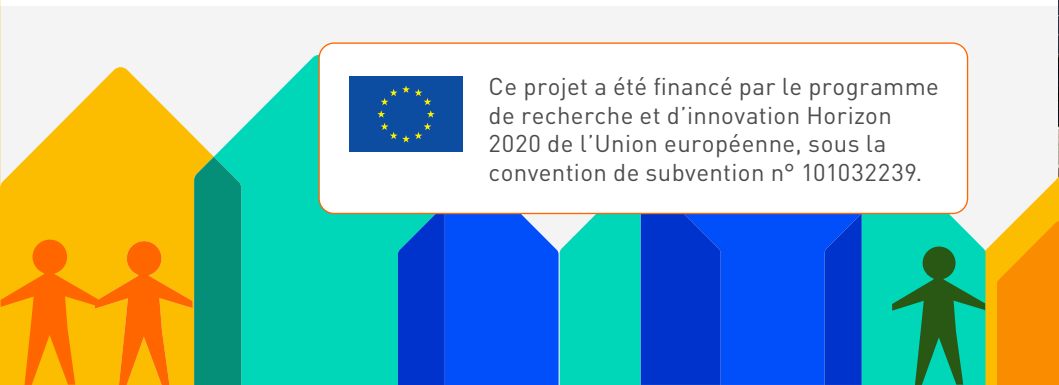 Ce projet a été financé par le programme
de recherche et d’innovation Horizon
2020 de l’Union européenne, sous la
convention de subvention n° 101032239.